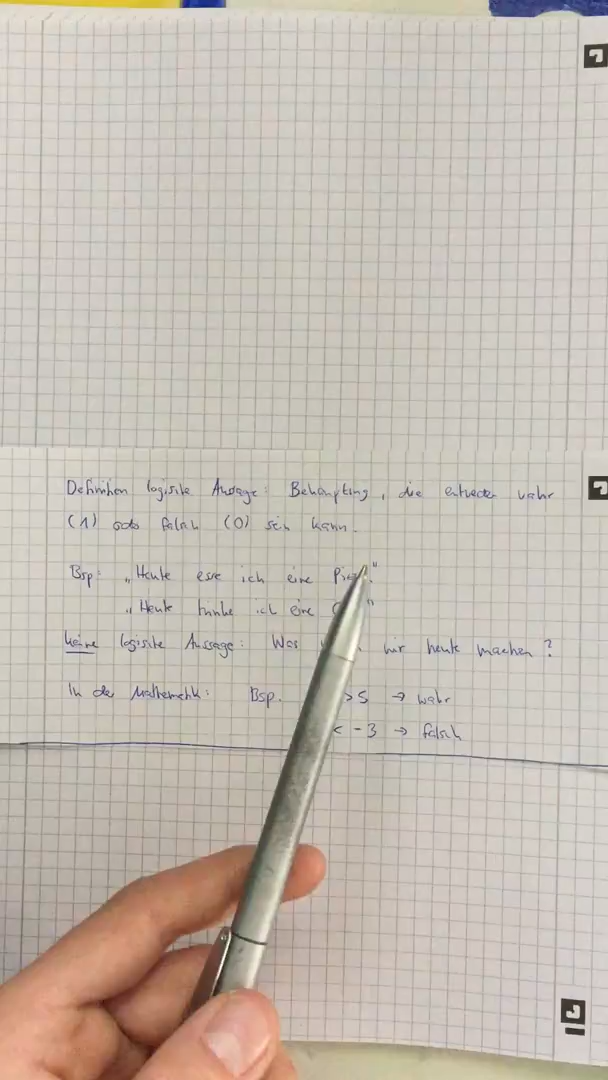 Definition logische Aussage: Behauptung, die entweder wahr
(1) oder falsch (0) sein kann.
Bsp: „Heute esse ich eine
„Heute trinke ich eine
keine logische Aussage: Was wir heute machen?
In der Mathematik: Bsp. >5 → wahr
< -3 → falsch